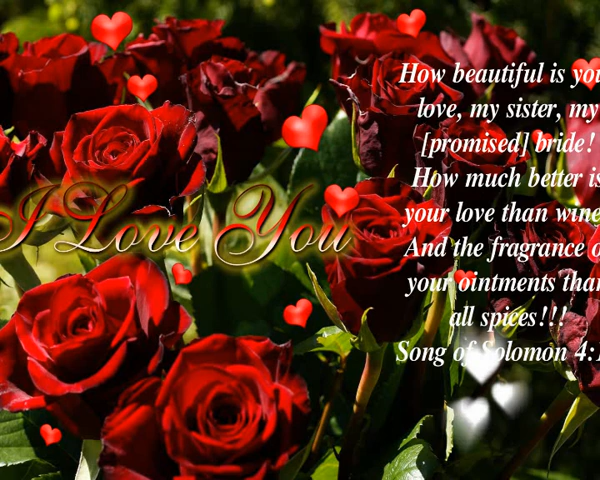 I Love You
How beautiful is you
love, my sister, my
[promised] bride!
How much better is
your love than wine
And the fragrance o
your ointments than
all spices!!!
Song of Solomon 4:1